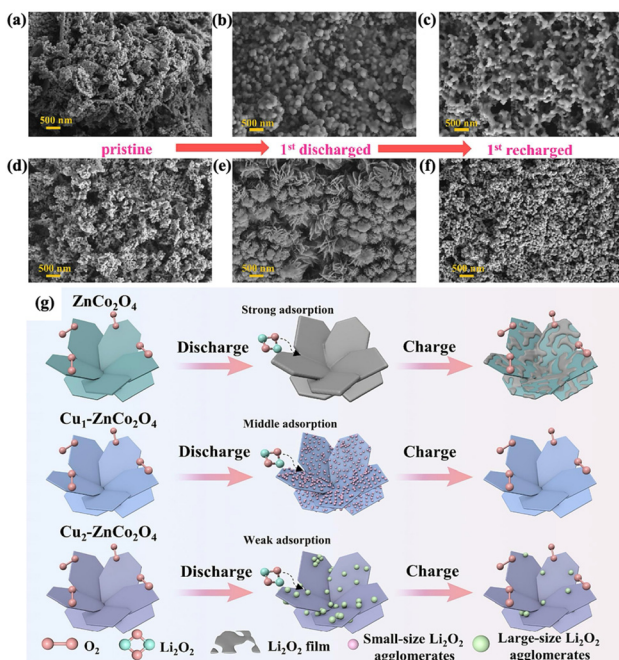 (a)
(b)
(c)
500 nm
500 nm
500 nm
pristine
1st discharged
1st recharged
(d)
(e)
(f)
500 nm
500 nm
500 nm
(g)
ZnCo2O4
Strong adsorption
Discharge
Charge
Cu1-ZnCo2O4
Middle adsorption
Discharge
Charge
Cu2-ZnCo2O4
Weak adsorption
Discharge
Charge
O2
Li2O2
Li2O2 film
Small-size Li2O2
agglomerates
Large-size Li2O2
agglomerates